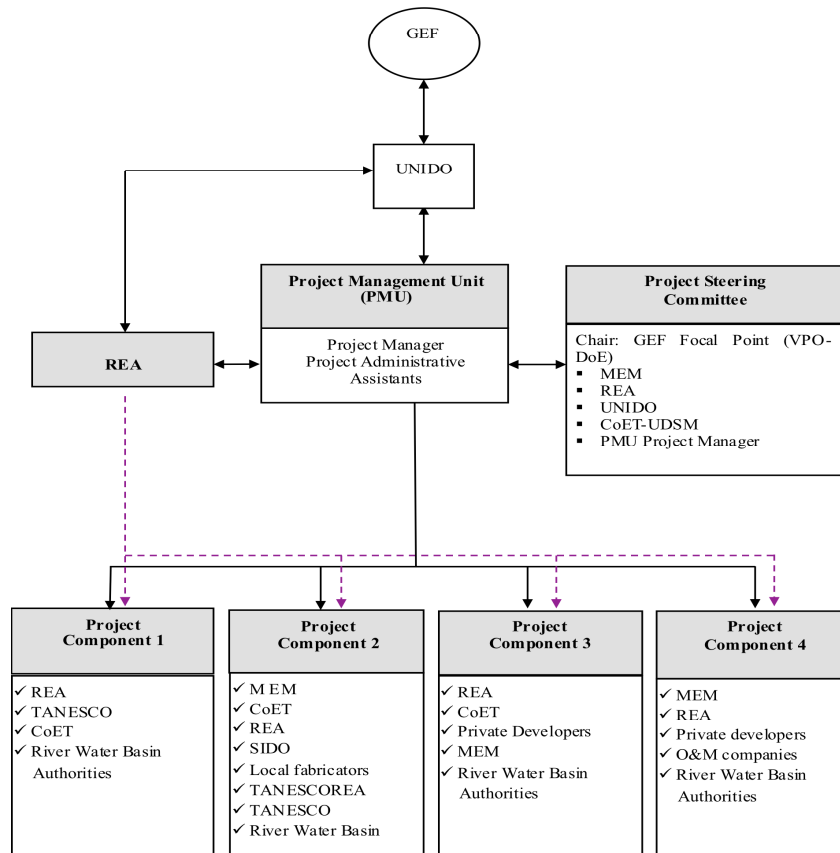 GEF
UNIDO
Project Management Unit
(PMU)
Project Manager
Project Administrative
Assistants
Project Steering
Committee
Chair: GEF Focal Point (VPO-
DoE)
▪ MEM
▪ REA
▪ UNIDO
▪ CoET-UDSM
▪ PMU Project Manager
REA
Project
Component 1
✓ REA
✓ TANESCO
✓ CoET
✓ River Water Basin
Authorities
Project
Component 2
✓ M EM
✓ CoET
✓ REA
✓ SIDO
✓ Local fabricators
✓ TANESCOREA
✓ TANESCO
✓ River Water Basin
Project
Component 3
✓ REA
✓ CoET
✓ Private Developers
✓ MEM
✓ River Water Basin
Authorities
Project
Component 4
✓ MEM
✓ REA
✓ Private developers
✓ O&M companies
✓ River Water Basin
Authorities